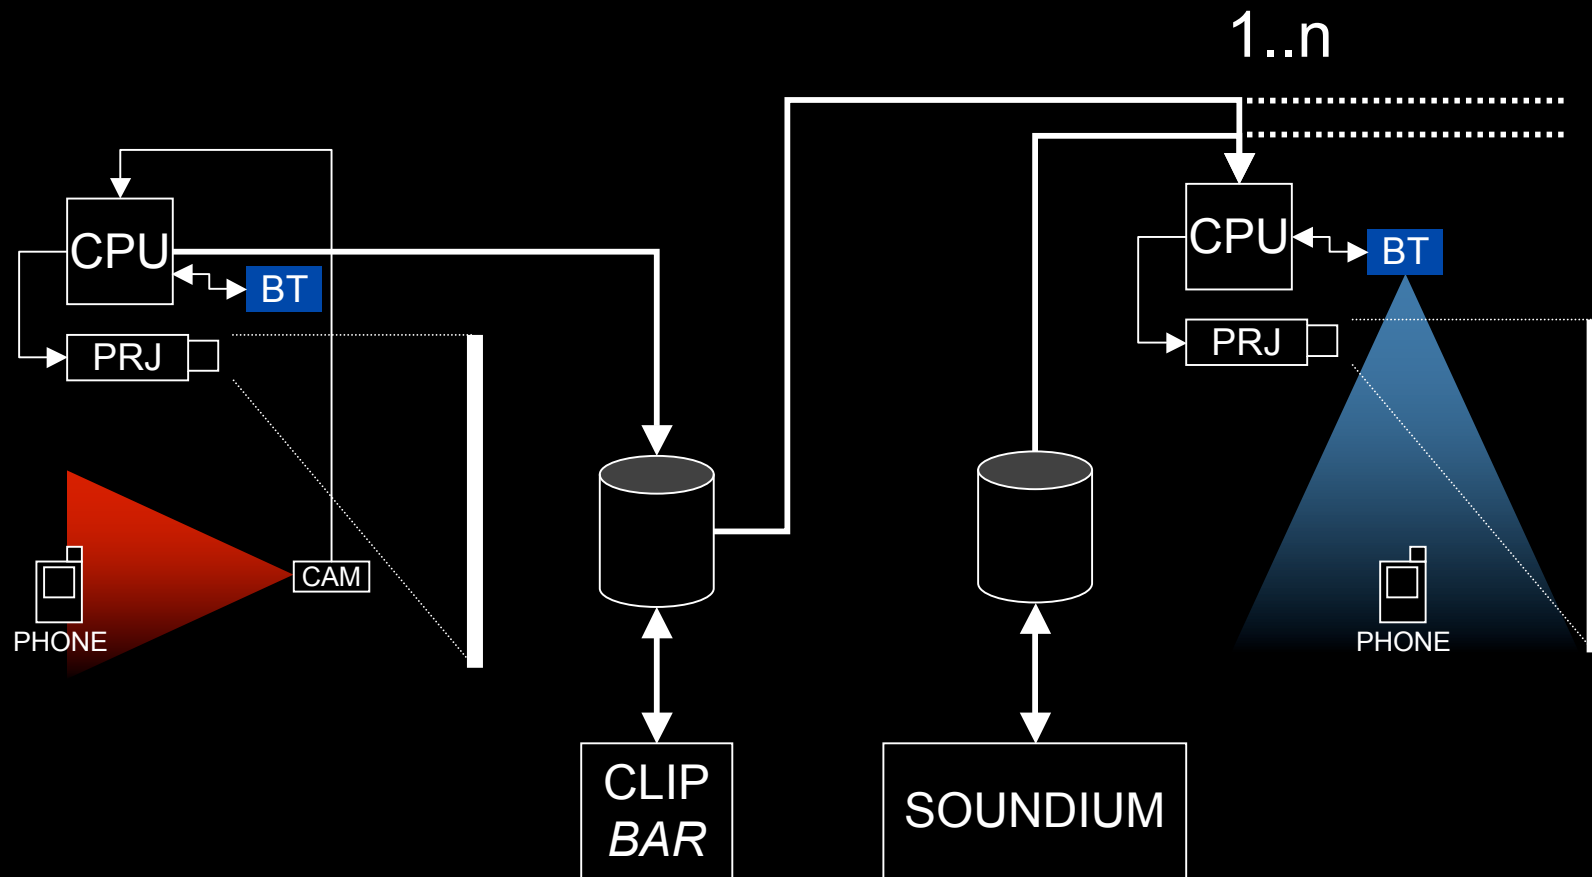 1..n
CPU
BT
PRJ
CAM
PHONE
CLIP
BAR
SOUNDIUM
CPU
BT
PRJ
PHONE